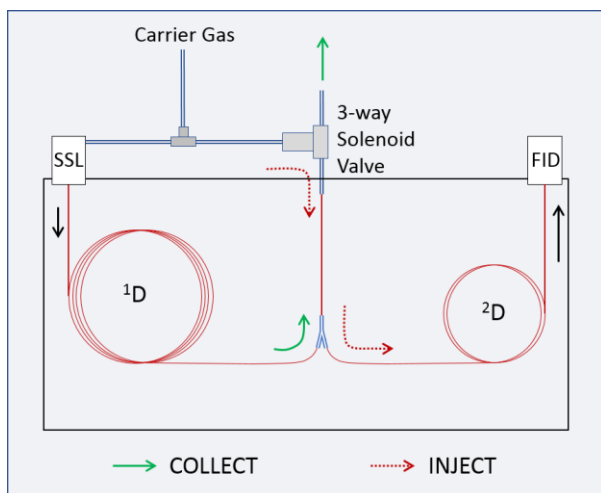 Carrier Gas
3-way
Solenoid
Valve
SSL
FID
¹D
²D
COLLECT
INJECT